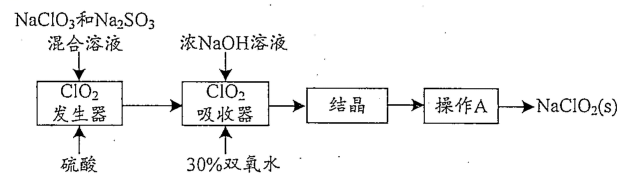 NaClO3和Na2SO3
混合溶液
浓NaOH溶液
ClO2
发生器
ClO2
吸收器
结晶
操作A
NaClO2(s)
硫酸
30%双氧水